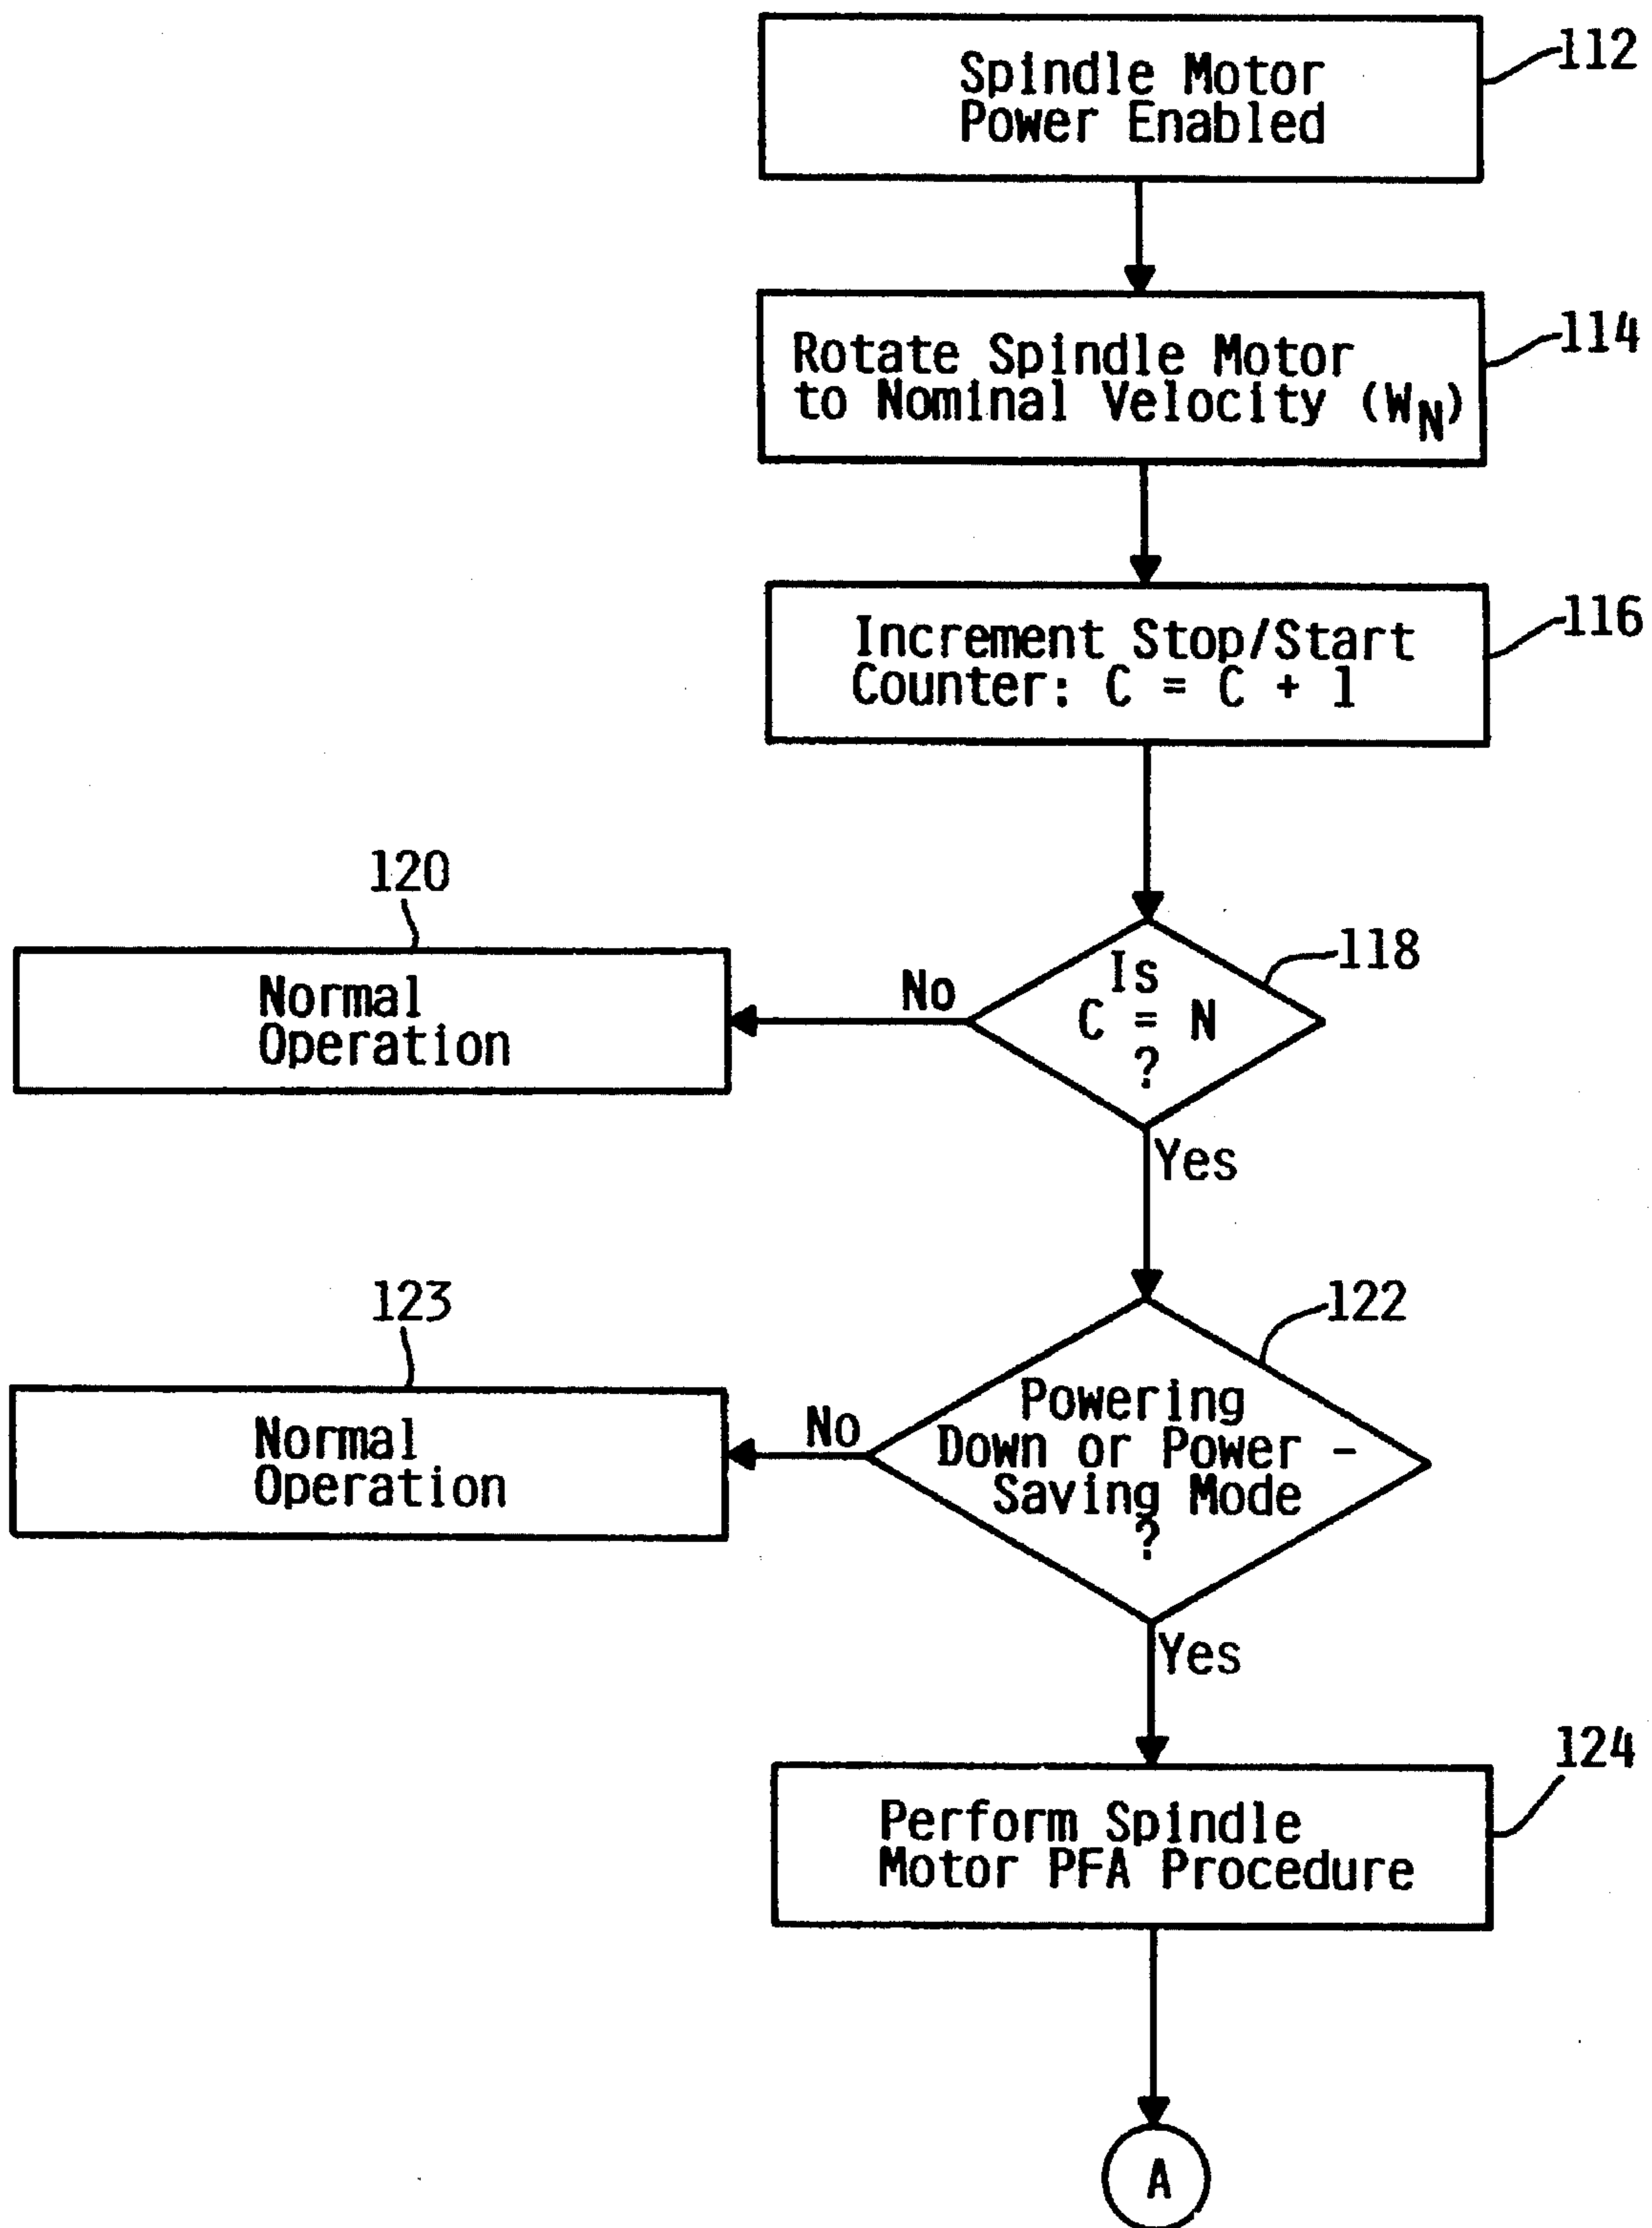 Spindle Motor
Power Enabled
112
Rotate Spindle Motor
to Nominal Velocity (WN)
114
Increment Stop/Start
Counter: C = C + 1
116
120
Normal
Operation
No
Is
C = N
?
118
Yes
123
Normal
Operation
No
Powering
Down or Power -
Saving Mode
?
122
Yes
Perform Spindle
Motor PFA Procedure
124
A